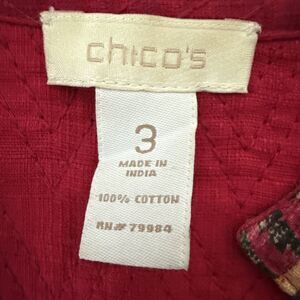 chico's
3
MADE IN
INDIA
100% COTTON
RN# 79984